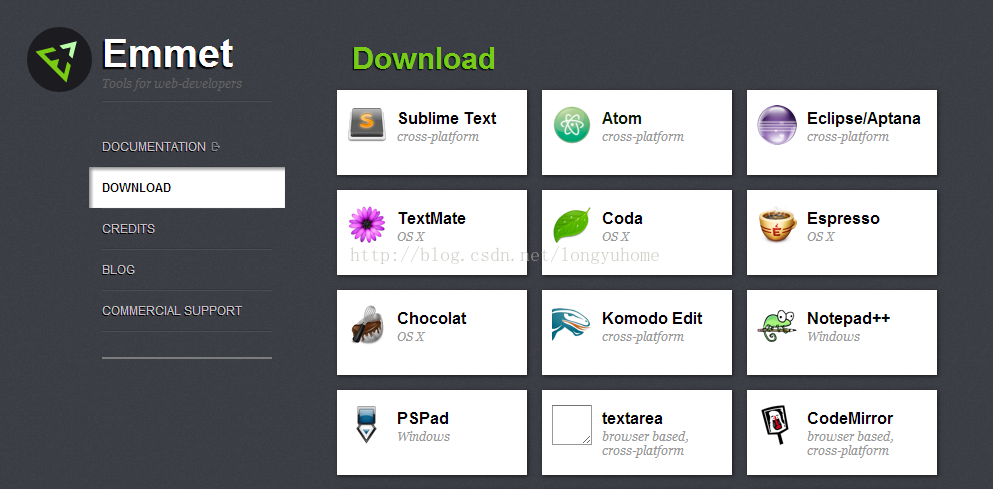 Emmet
Tools for web-developers
DOCUMENTATION
DOWNLOAD
CREDITS
BLOG
COMMERCIAL SUPPORT
Download
Sublime Text
cross-platform
Atom
cross-platform
Eclipse/Aptana
cross-platform
TextMate
OS X
Coda
OS X
Espresso
OS X
http://blog.csdn.net/longyuhome
Chocolat
OS X
Komodo Edit
cross-platform
Notepad++
Windows
PSPad
Windows
textarea
browser based,
cross-platform
CodeMirror
browser based,
cross-platform